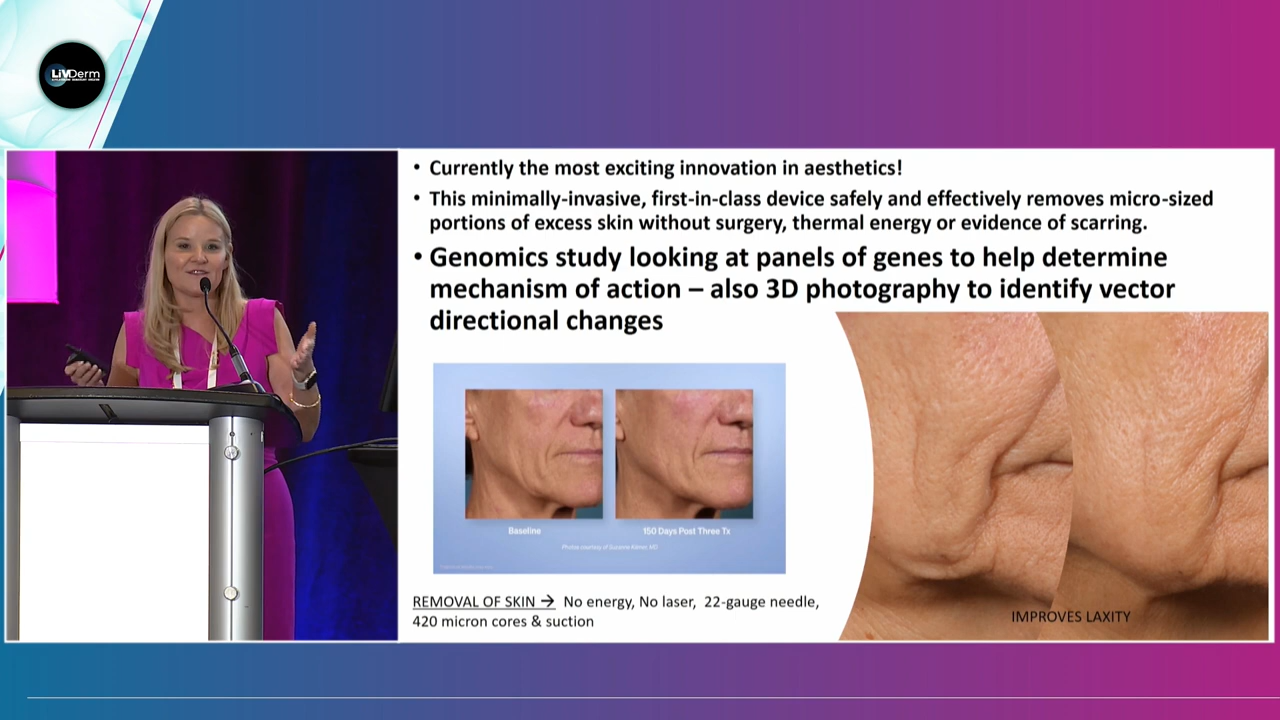 LiVDerm
• Currently the most exciting innovation in aesthetics!
• This minimally-invasive, first-in-class device safely and effectively removes micro-sized
portions of excess skin without surgery, thermal energy or evidence of scarring.
• Genomics study looking at panels of genes to help determine
mechanism of action – also 3D photography to identify vector
directional changes
Baseline
150 Days Post Three Tx
Photos courtesy of Suzanne Kilmer, MD
REMOVAL OF SKIN → No energy, No laser, 22-gauge needle,
420 micron cores & suction
IMPROVES LAXITY